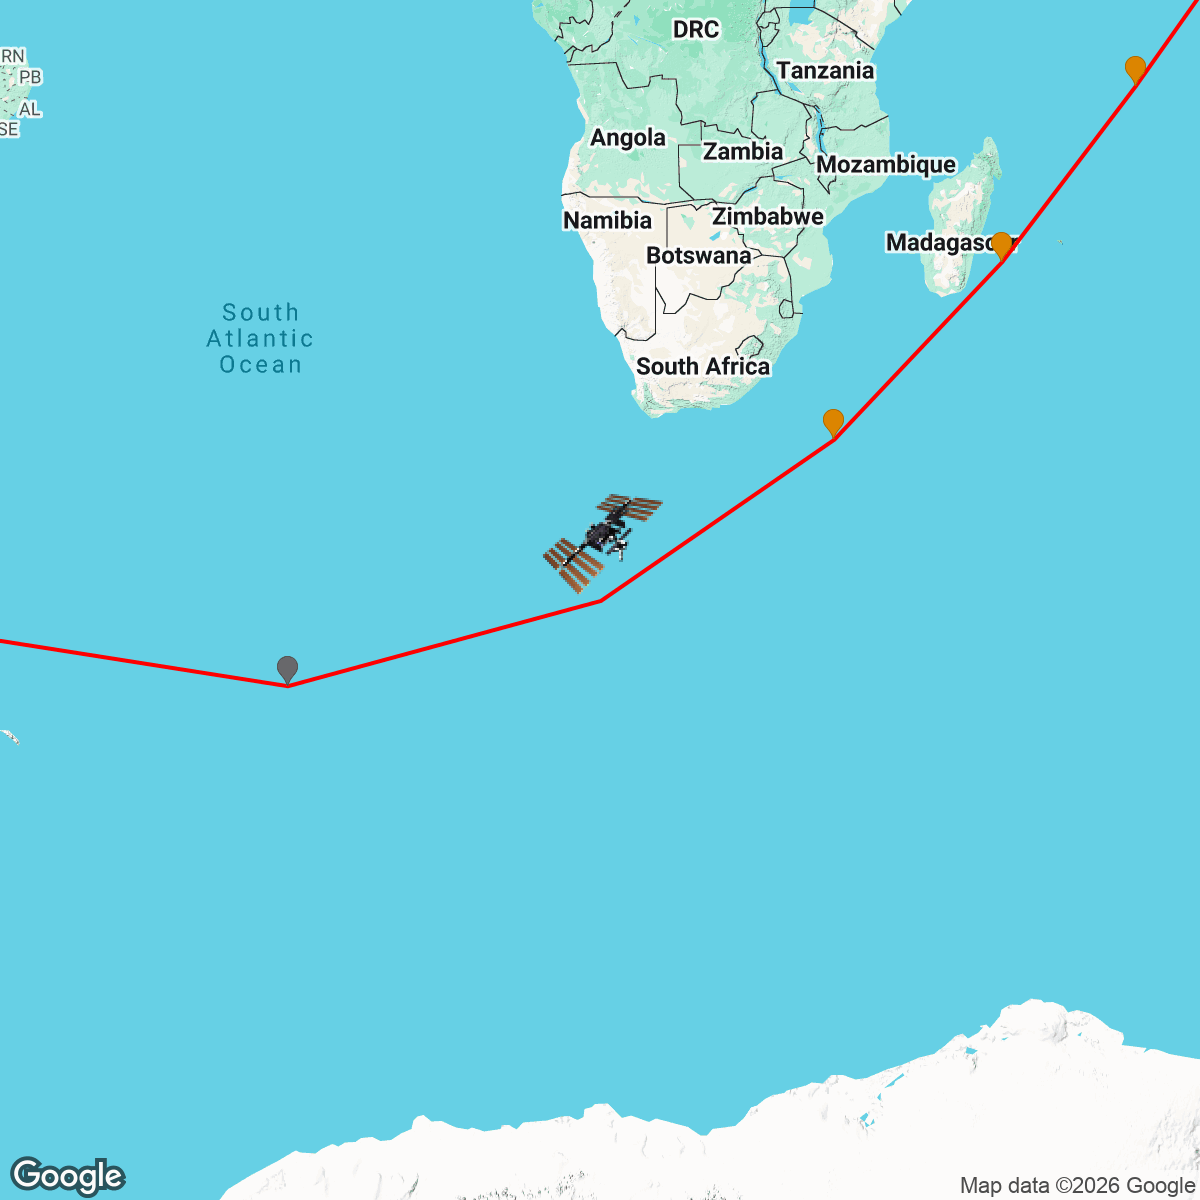 DRC
RN
PB
AL
SE
Tanzania
Angola
Zambia
Mozambique
Namibia
Zimbabwe
Botswana
Madagascar
South
Atlantic
Ocean
South Africa
Google
Map data ©2026 Google